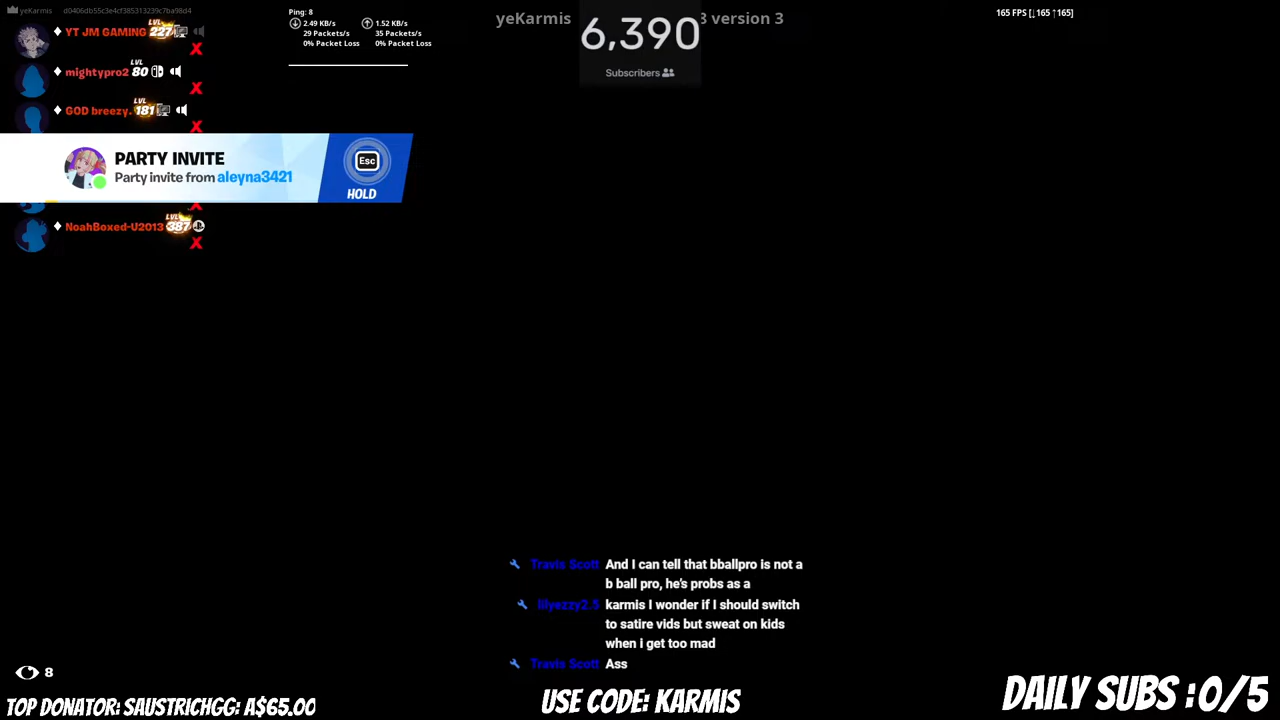 yeKarmis d0406db55c3e4cf385313239c7ba98d4
YT JM GAMING LVL 227
X
mightypro2 LVL 80
X
GOD breezy. LVL 181
X
PARTY INVITE
Party invite from aleyna3421
Esc
HOLD
X
NoahBoxed-U2013 LVL 387
X
Ping: 8
2.49 KB/s 1.52 KB/s
29 Packets/s 35 Packets/s
0% Packet Loss 0% Packet Loss
yeKarmis
version 3
6,390
Subscribers
165 FPS [↓165 ↑165]
Travis Scott And I can tell that bballpro is not a
b ball pro, he's probs as a
lilyezzy2.5 karmis I wonder if I should switch
to satire vids but sweat on kids
when i get too mad
Travis Scott Ass
8
TOP DONATOR: SAUSTRICHGG: A$65.00
USE CODE: KARMIS
DAILY SUBS :0/5